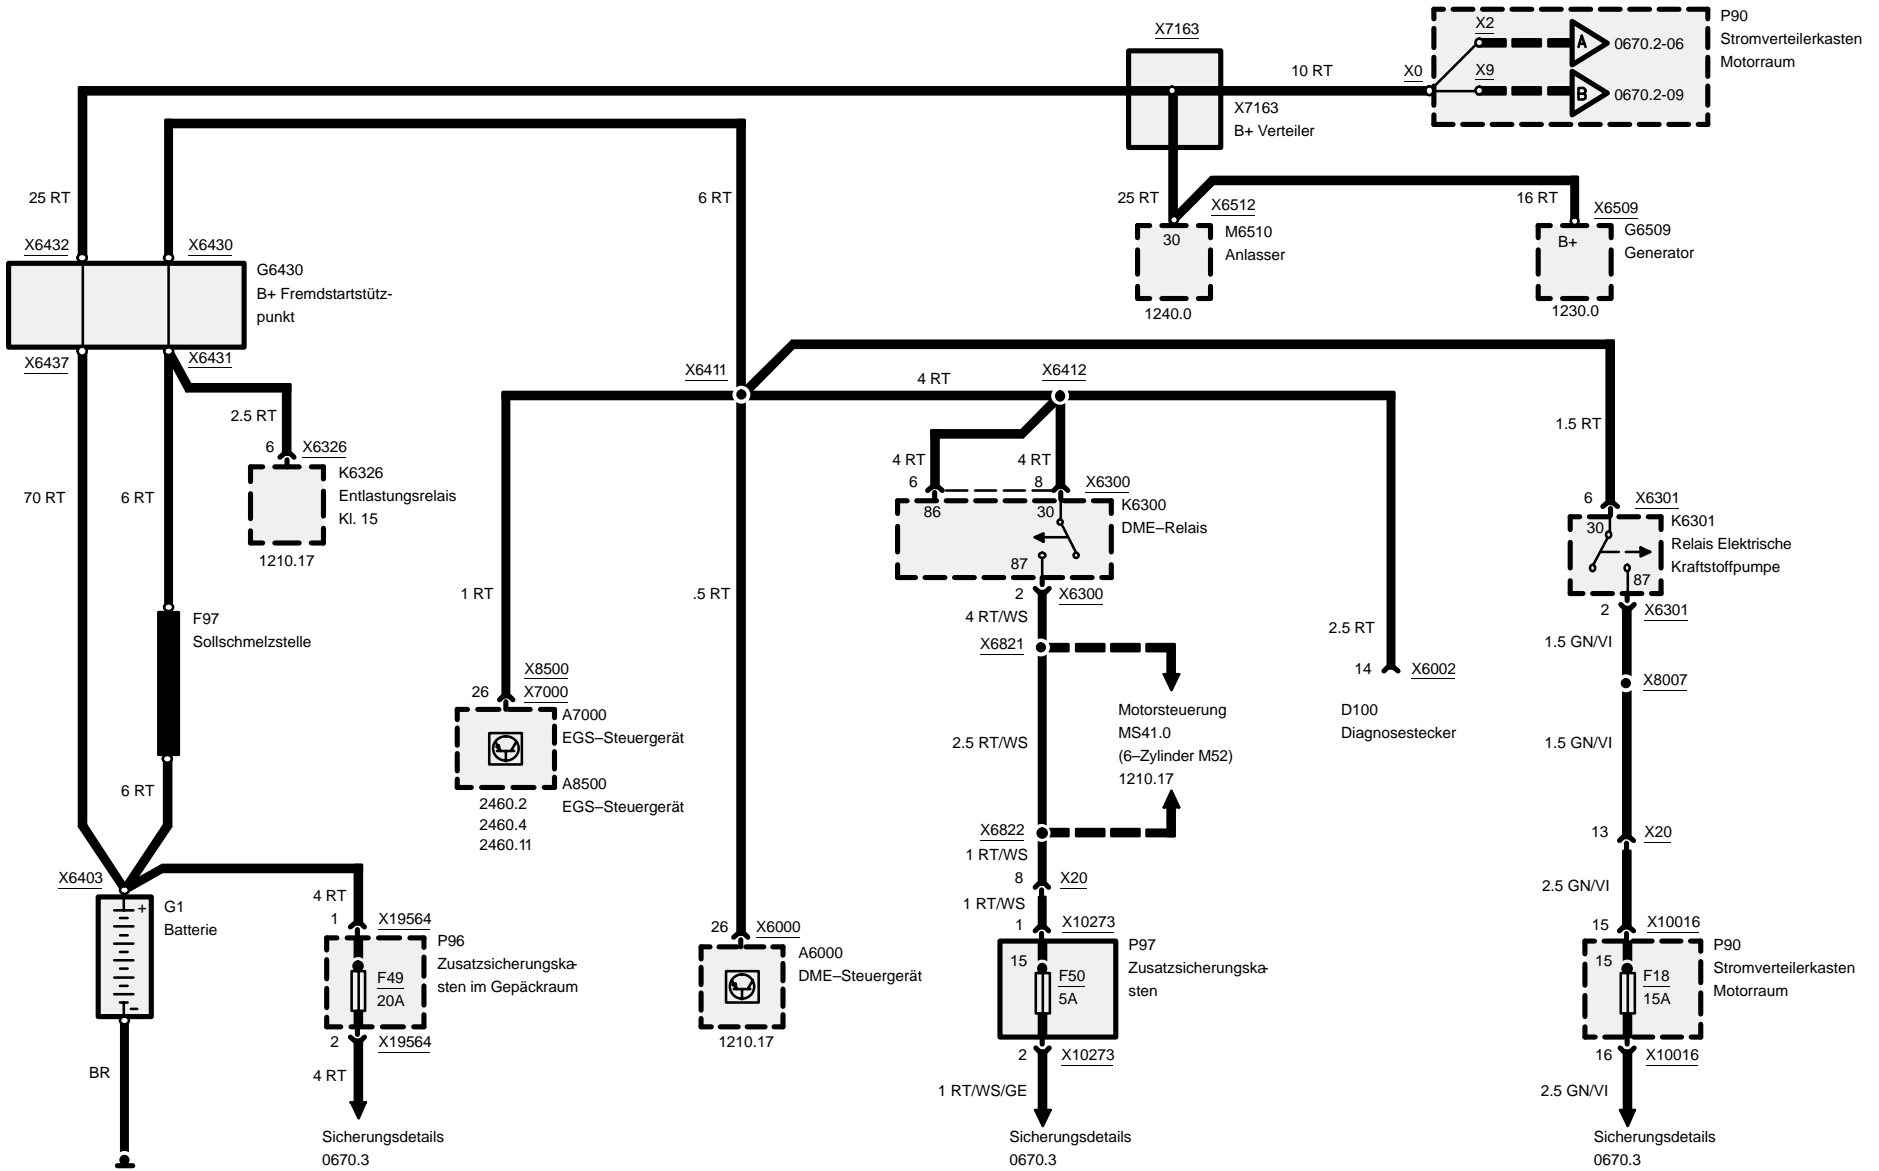 X7163
10 RT
X0
X2
A
0670.2-06
X9
B
0670.2-09
P90
Stromverteilerkasten
Motorraum
X7163
B+ Verteiler
25 RT
6 RT
25 RT
X6512
16 RT
X6509
X6432
X6430
30
M6510
Anlasser
1240.0
B+
G6509
Generator
1230.0
G6430
B+ Fremdstartstütz-
punkt
X6437
X6431
X6411
4 RT
X6412
2.5 RT
6
X6326
K6326
Entlastungsrelais
Kl. 15
1210.17
70 RT
6 RT
4 RT
4 RT
6
8
X6300
86
30
87
K6300
DME–Relais
2
X6300
4 RT/WS
X6821
1.5 RT
6
X6301
30
87
K6301
Relais Elektrische
Kraftstoffpumpe
2
X6301
1.5 GN/VI
X8007
1.5 GN/VI
1 RT
.5 RT
F97
Sollschmelzstelle
X8500
26
X7000
A7000
EGS–Steuergerät
A8500
EGS–Steuergerät
2460.2
2460.4
2460.11
2.5 RT
14
X6002
D100
Diagnosestecker
Motorsteuerung
MS41.0
(6–Zylinder M52)
1210.17
2.5 RT/WS
X6822
1 RT/WS
8
X20
1 RT/WS
1
X10273
15
F50
5A
P97
Zusatzsicherungska-
sten
2
X10273
1 RT/WS/GE
Sicherungsdetails
0670.3
13
X20
2.5 GN/VI
15
X10016
15
F18
15A
P90
Stromverteilerkasten
Motorraum
16
X10016
2.5 GN/VI
Sicherungsdetails
0670.3
6 RT
X6403
+
-
G1
Batterie
BR
4 RT
1
X19564
F49
20A
P96
Zusatzsicherungska-
sten im Gepäckraum
2
X19564
4 RT
Sicherungsdetails
0670.3
26
X6000
A6000
DME–Steuergerät
1210.17